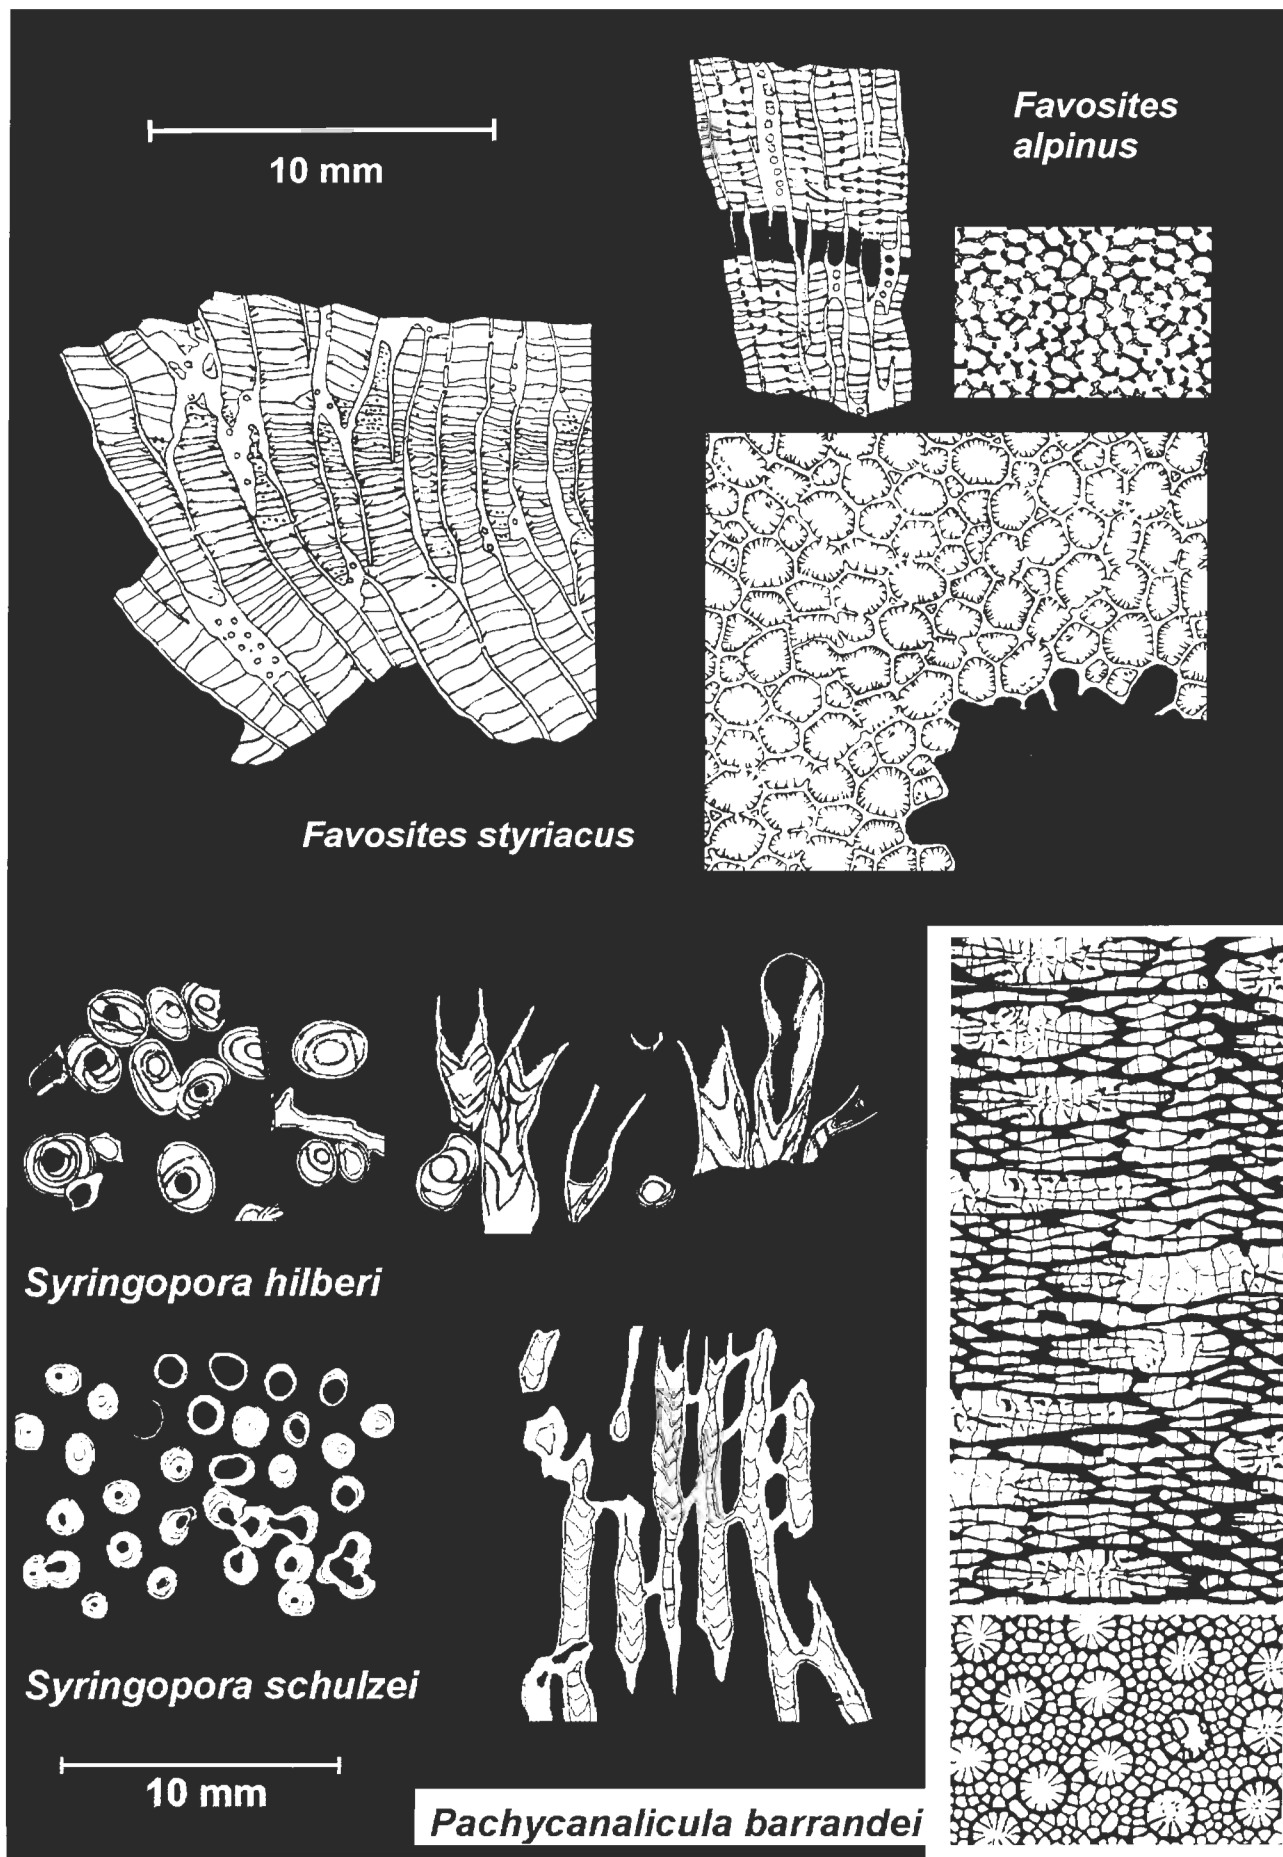 10 mm
Favosites
alpinus
Favosites styriacus
Syringopora hilberi
Syringopora schulzei
10 mm
Pachycanalicula barrandei